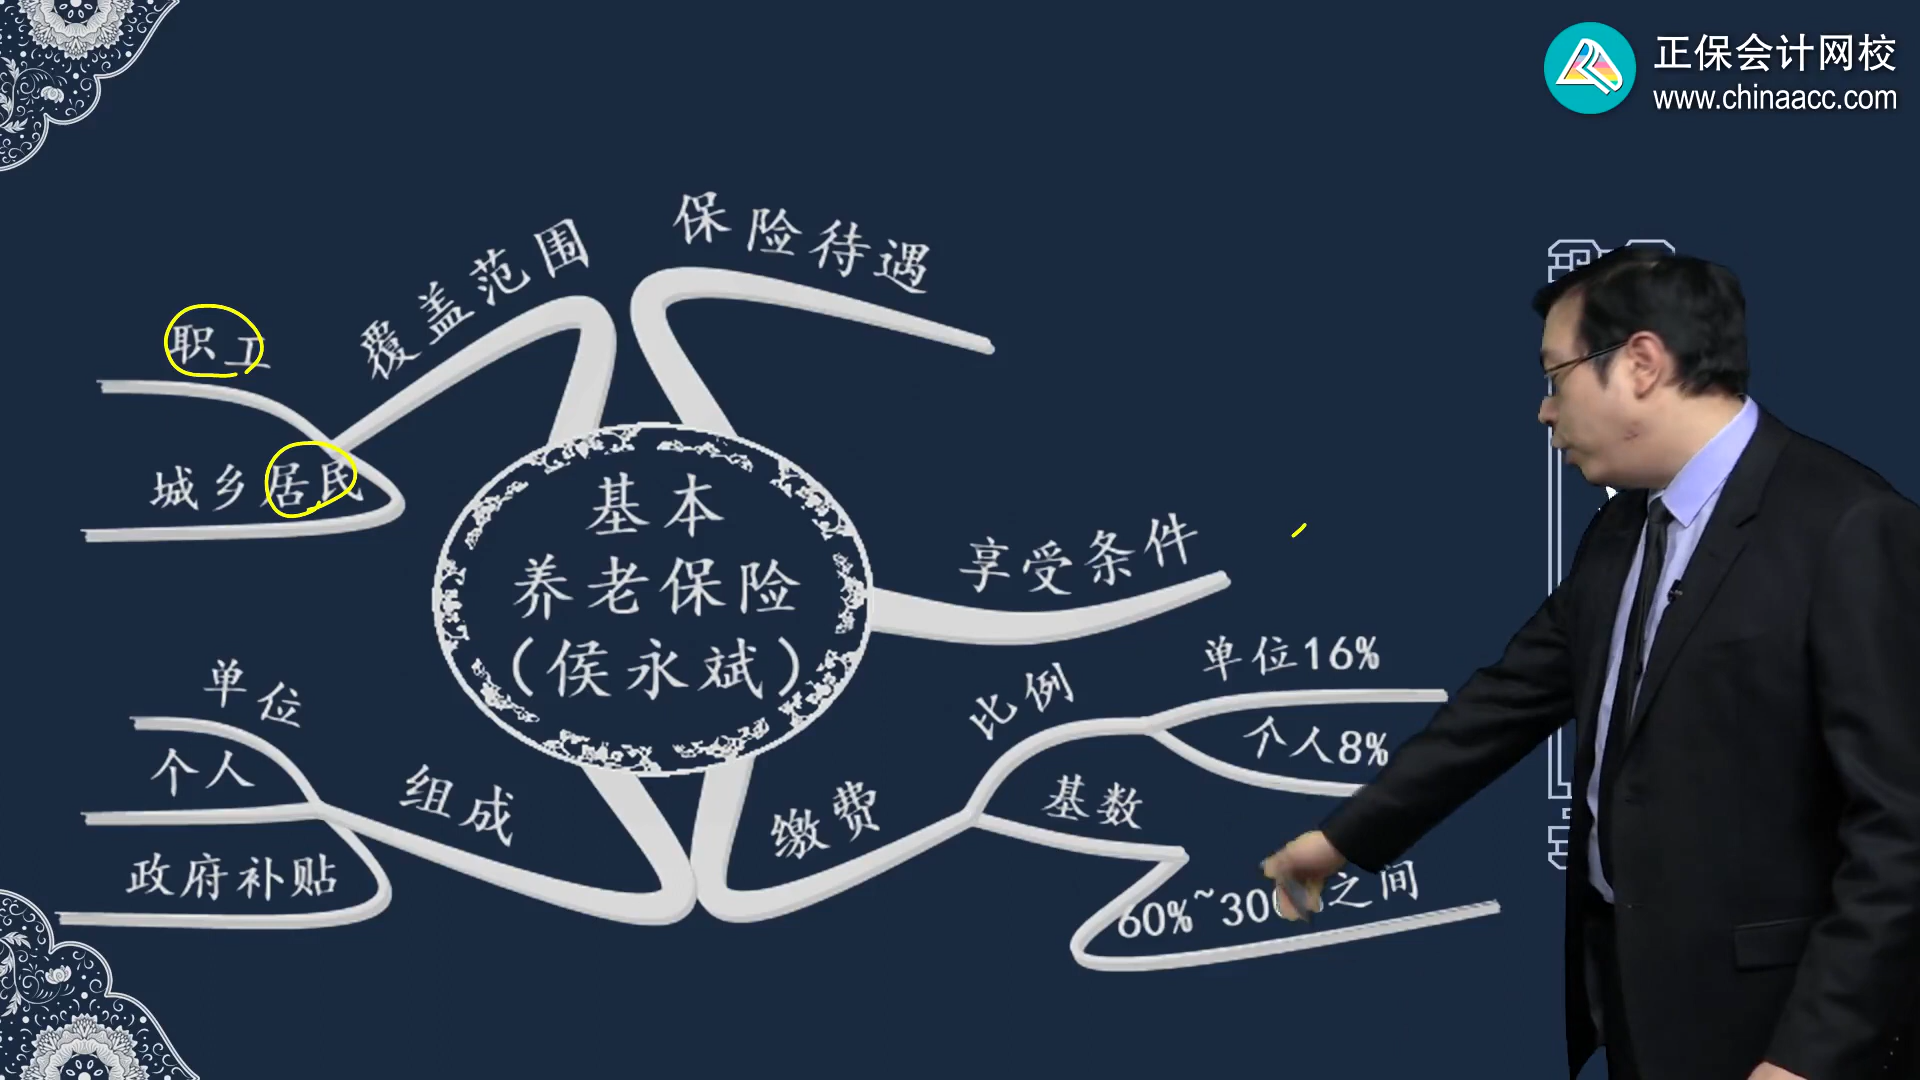 正保会计网校
www.chinaacc.com
保险待遇
覆盖范围
职工
城乡居民
基本
养老保险
（侯永斌）
享受条件
单位
个人
政府补贴
组成
缴费
比例
单位16%
个人8%
基数
60%~300 之间